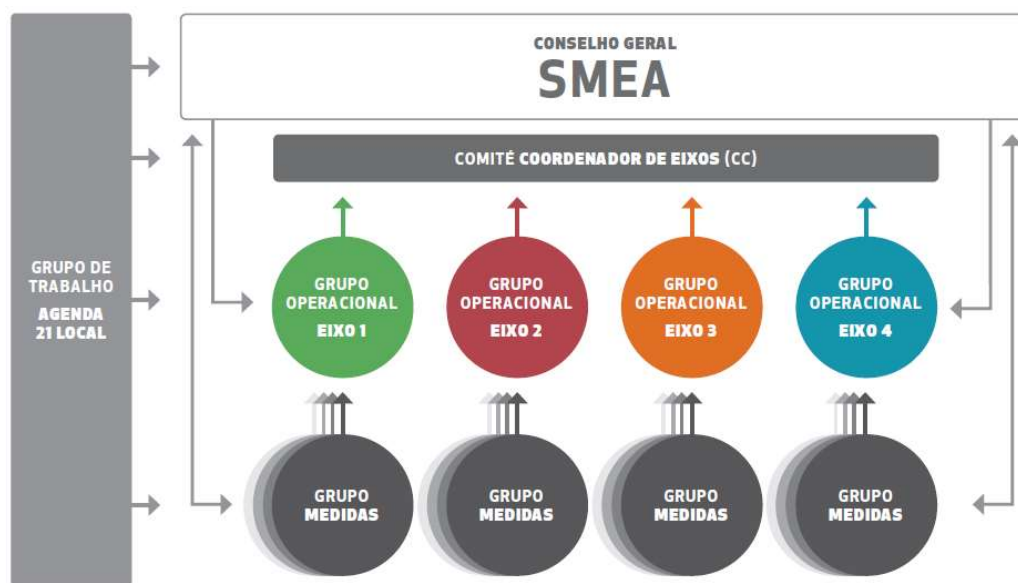 CONSELHO GERAL
SMEA
COMITÉ COORDENADOR DE EIXOS (CC)
GRUPO DE
TRABALHO
AGENDA
21 LOCAL
GRUPO
OPERACIONAL
EIXO 1
GRUPO
OPERACIONAL
EIXO 2
GRUPO
OPERACIONAL
EIXO 3
GRUPO
OPERACIONAL
EIXO 4
GRUPO
MEDIDAS
GRUPO
MEDIDAS
GRUPO
MEDIDAS
GRUPO
MEDIDAS